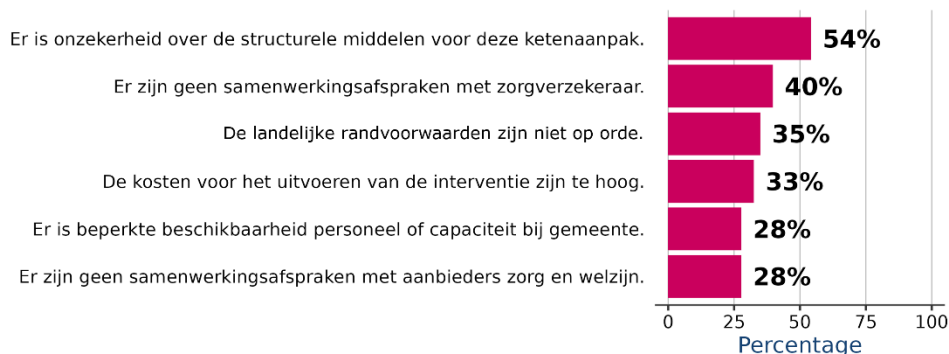 Er is onzekerheid over de structurele middelen voor deze ketenaanpak. 54%
Er zijn geen samenwerkingsafspraken met zorgverzekeraar. 40%
De landelijke randvoorwaarden zijn niet op orde. 35%
De kosten voor het uitvoeren van de interventie zijn te hoog. 33%
Er is beperkte beschikbaarheid personeel of capaciteit bij gemeente. 28%
Er zijn geen samenwerkingsafspraken met aanbieders zorg en welzijn. 28%
0 25 50 75 100
Percentage